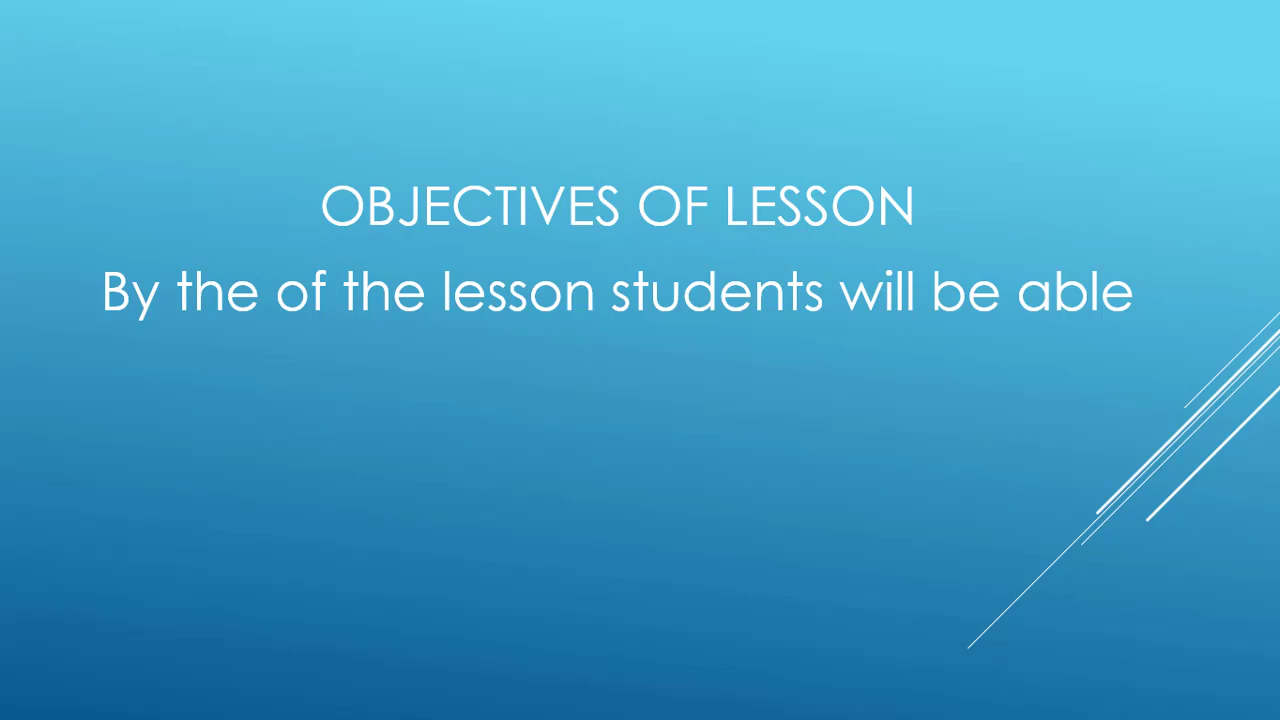 OBJECTIVES OF LESSON
By the of the lesson students will be able